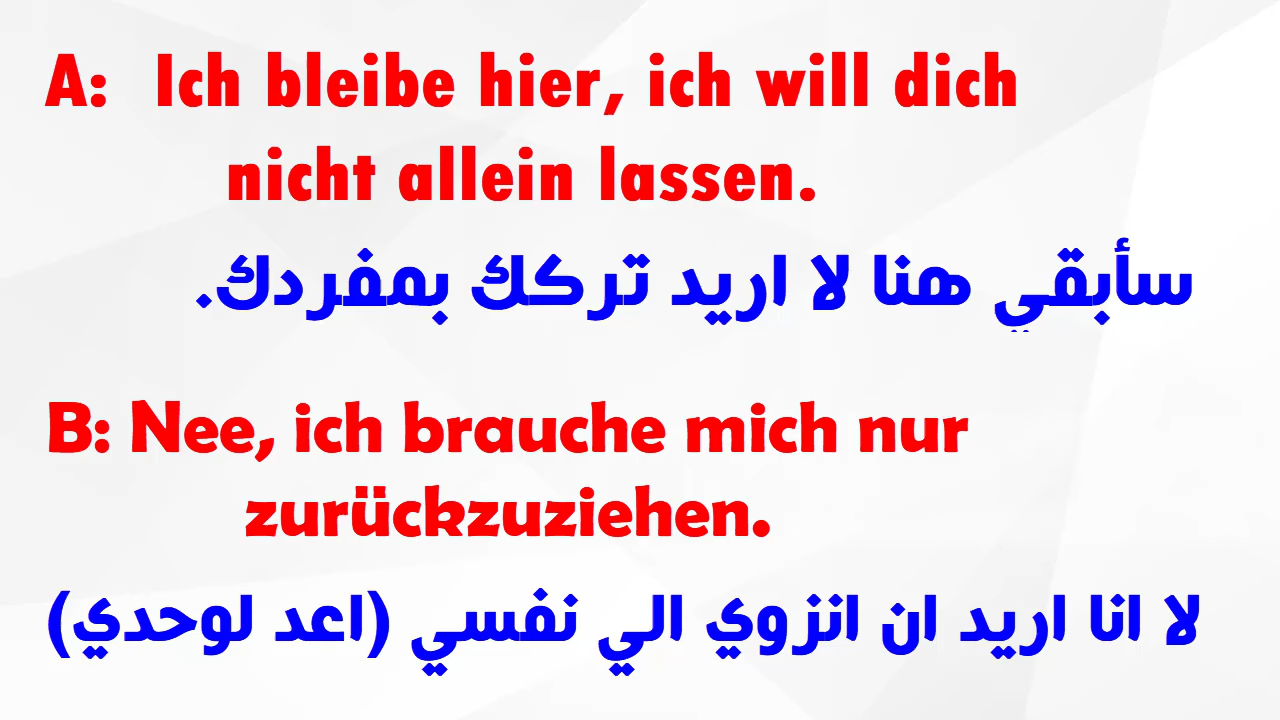 A: Ich bleibe hier, ich will dich
nicht allein lassen.
سأبقي هنا لا اريد تركك بمفردك.
B: Nee, ich brauche mich nur
zurückzuziehen.
لا انا اريد ان انزوي الي نفسي (اعد لوحدي)